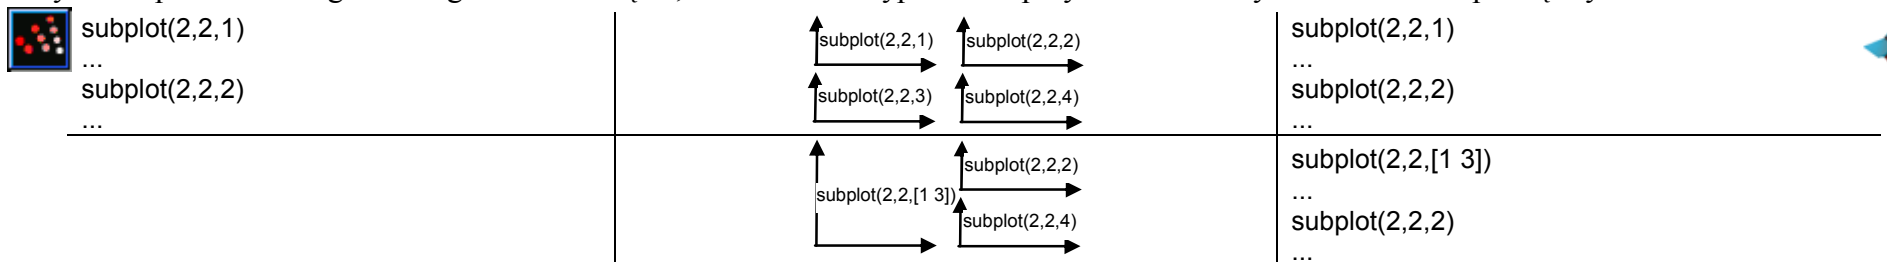 subplot(2,2,1)
...
subplot(2,2,2)
...
subplot(2,2,1) subplot(2,2,2)
subplot(2,2,3) subplot(2,2,4)
subplot(2,2,1)
...
subplot(2,2,2)
...
subplot(2,2,[1 3])
subplot(2,2,2)
subplot(2,2,4)
subplot(2,2,[1 3])
...
subplot(2,2,2)
...